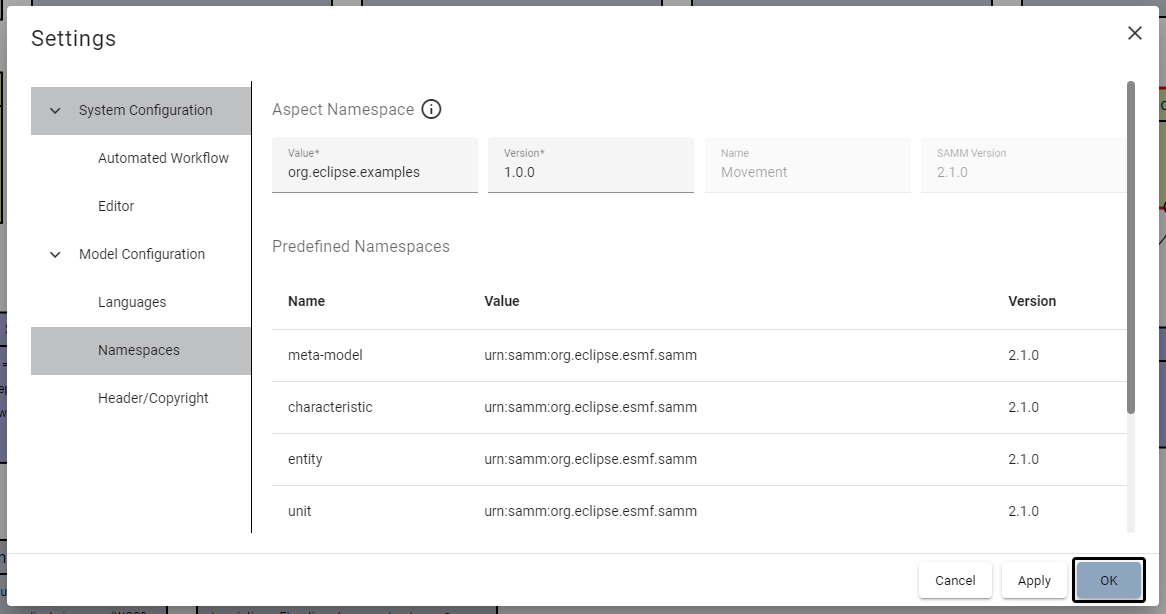 Settings
System Configuration
Automated Workflow
Editor
Model Configuration
Languages
Namespaces
Header/Copyright
Aspect Namespace
Value*
org.eclipse.examples
Version*
1.0.0
Name
Movement
SAMM Version
2.1.0
Predefined Namespaces
Name Value Version
meta-model urn:samm:org.eclipse.esmf.samm 2.1.0
characteristic urn:samm:org.eclipse.esmf.samm 2.1.0
entity urn:samm:org.eclipse.esmf.samm 2.1.0
unit urn:samm:org.eclipse.esmf.samm 2.1.0
Cancel Apply OK